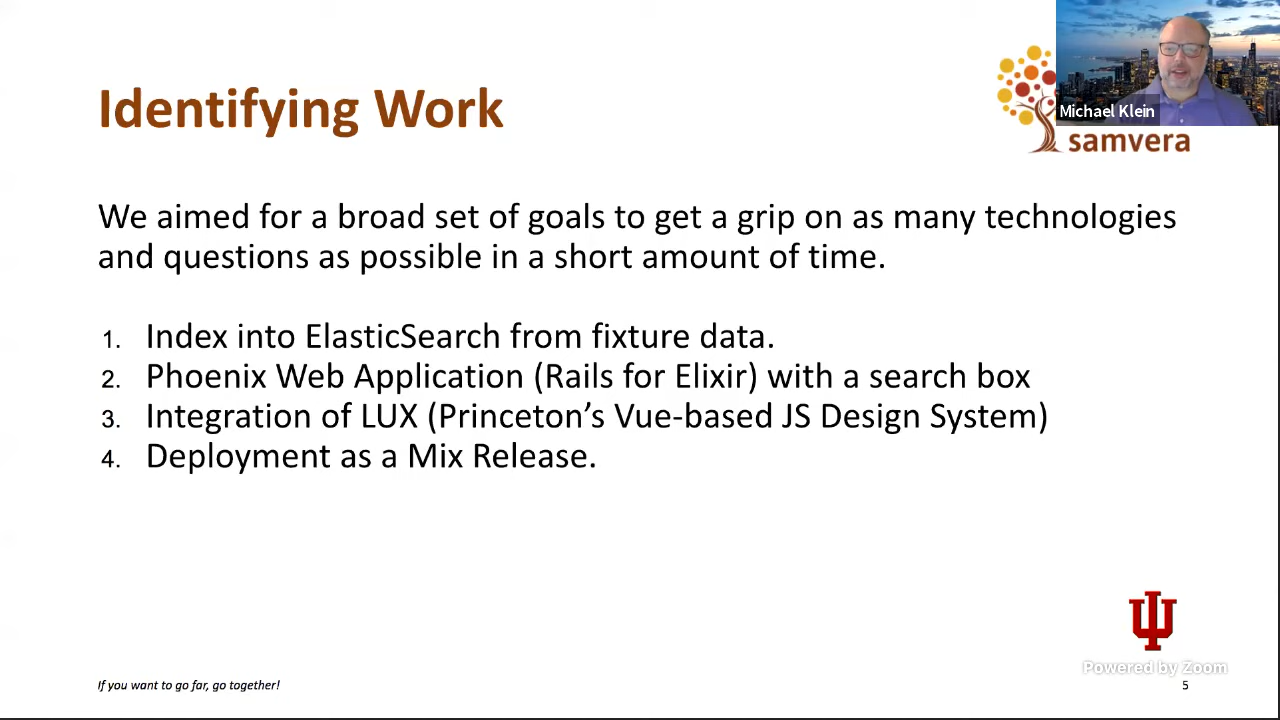 Identifying Work
Michael Klein
samvera
We aimed for a broad set of goals to get a grip on as many technologies
and questions as possible in a short amount of time.
1. Index into ElasticSearch from fixture data.
2. Phoenix Web Application (Rails for Elixir) with a search box
3. Integration of LUX (Princeton’s Vue-based JS Design System)
4. Deployment as a Mix Release.
Powered by Zoom
If you want to go far, go together!
5